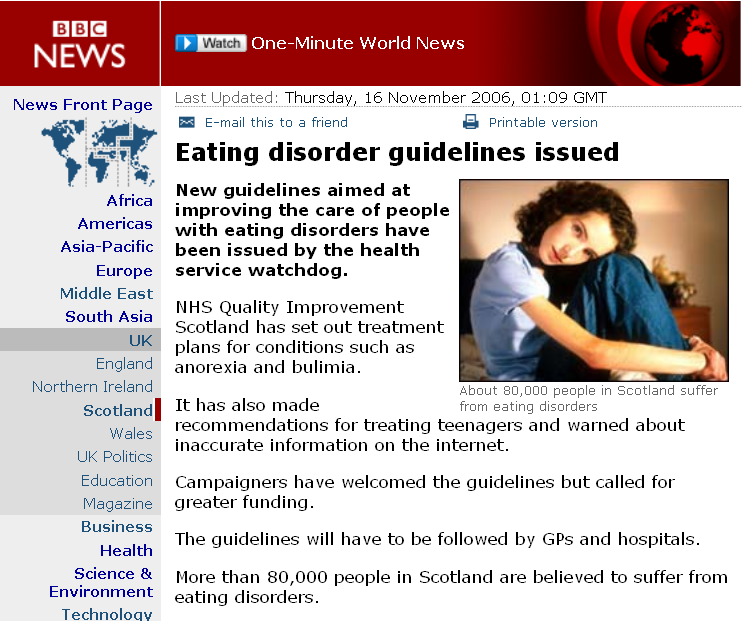 BBC
NEWS
Watch One-Minute World News
News Front Page
Africa
Americas
Asia-Pacific
Europe
Middle East
South Asia
UK
England
Northern Ireland
Scotland
Wales
UK Politics
Education
Magazine
Business
Health
Science &
Environment
Technology
Last Updated: Thursday, 16 November 2006, 01:09 GMT
E-mail this to a friend
Printable version
Eating disorder guidelines issued
New guidelines aimed at
improving the care of people
with eating disorders have
been issued by the health
service watchdog.
About 80,000 people in Scotland suffer
from eating disorders
NHS Quality Improvement
Scotland has set out treatment
plans for conditions such as
anorexia and bulimia.
It has also made
recommendations for treating teenagers and warned about
inaccurate information on the internet.
Campaigners have welcomed the guidelines but called for
greater funding.
The guidelines will have to be followed by GPs and hospitals.
More than 80,000 people in Scotland are believed to suffer from
eating disorders.